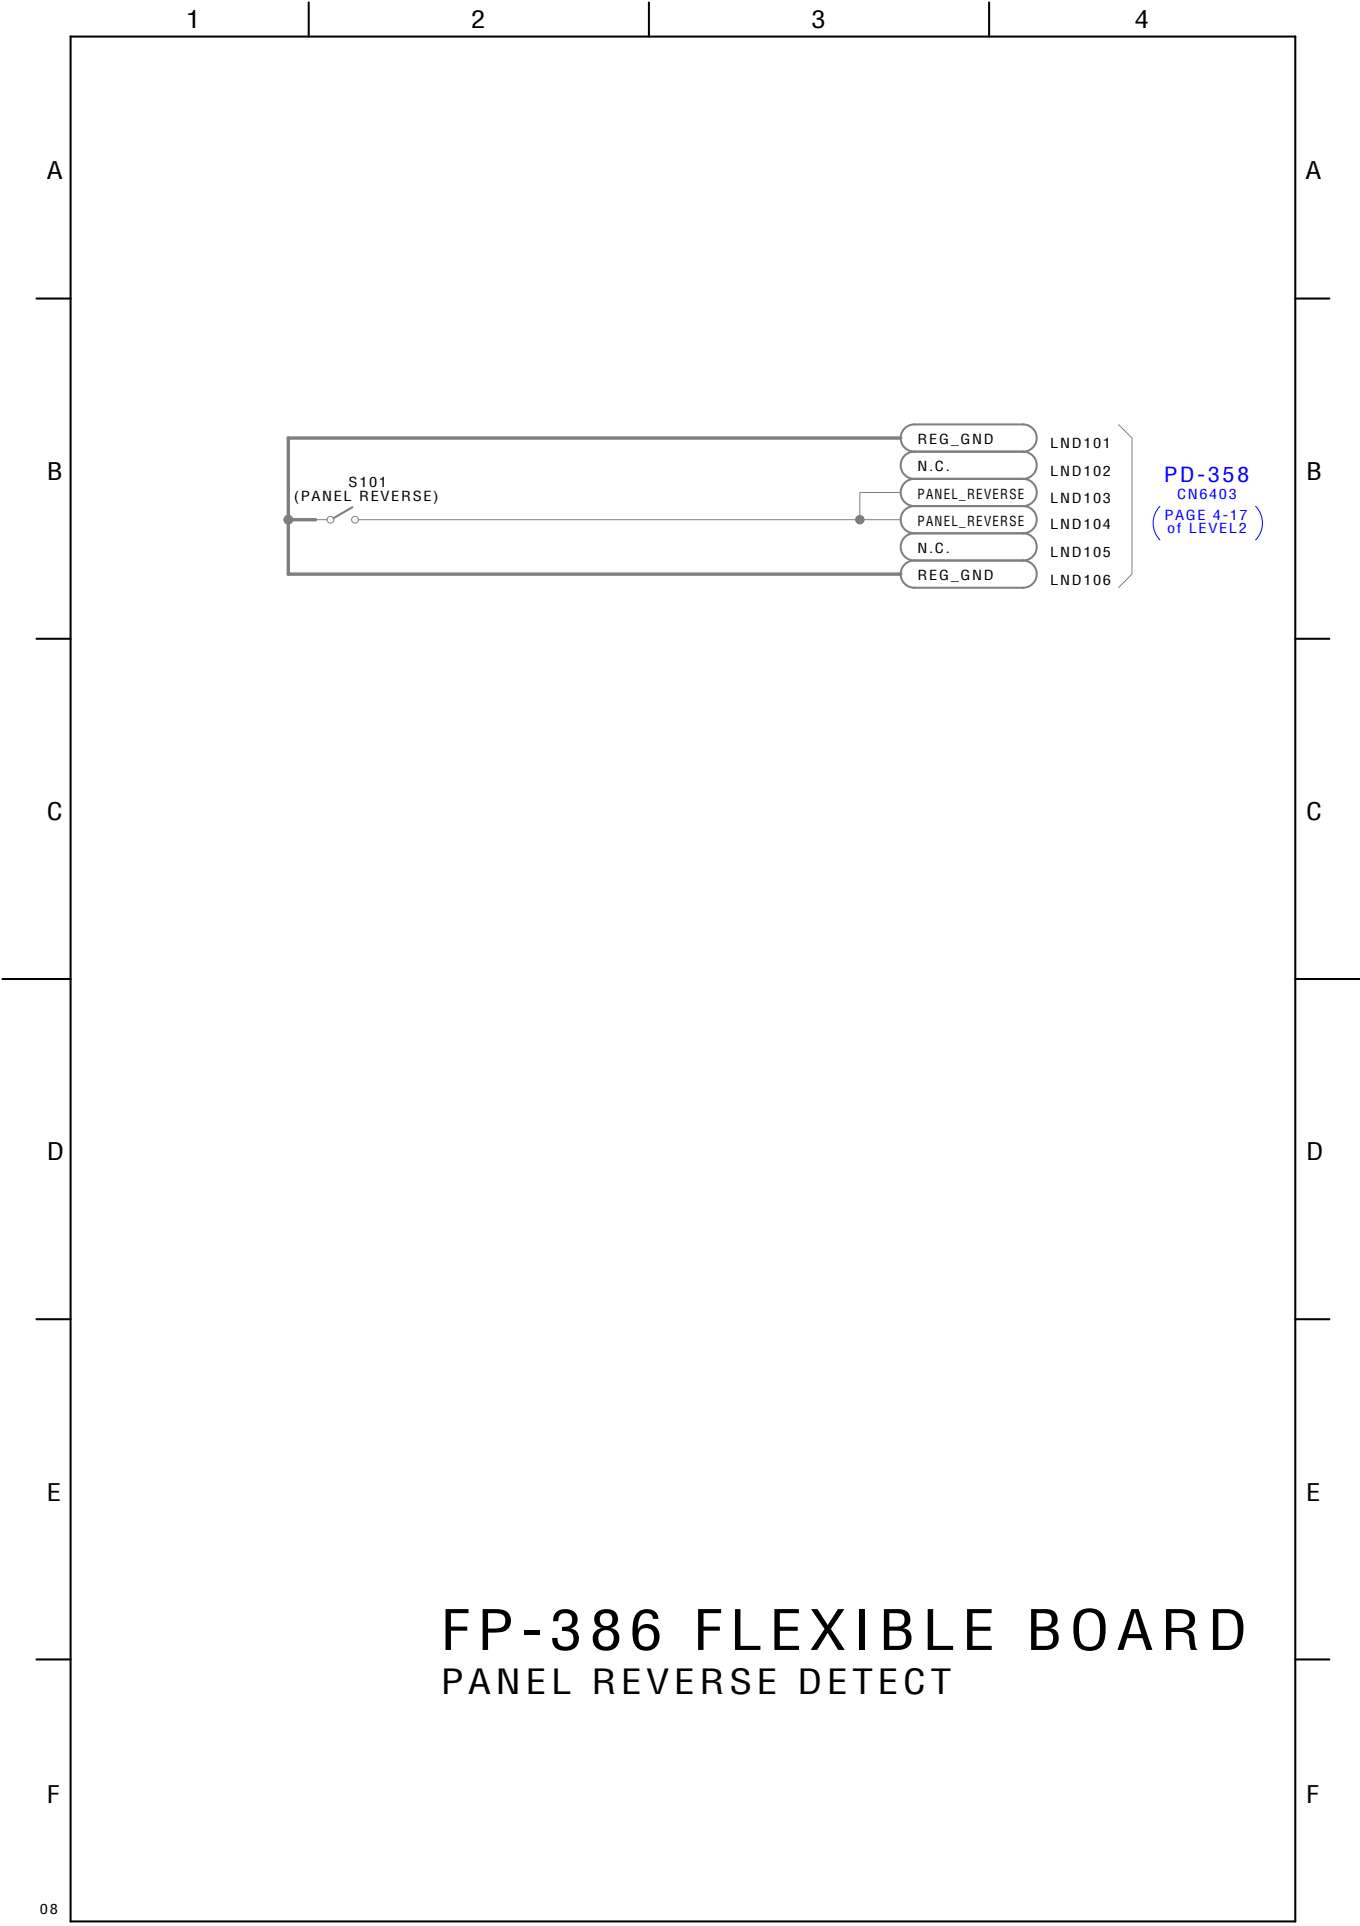 1 2 3 4
A A
B B
C C
D D
E E
F F
S101
(PANEL REVERSE)
REG_GND LND101
N.C. LND102
PANEL_REVERSE LND103
PANEL_REVERSE LND104
N.C. LND105
REG_GND LND106
PD-358
CN6403
(PAGE 4-17
of LEVEL2)
FP-386 FLEXIBLE BOARD
PANEL REVERSE DETECT
08